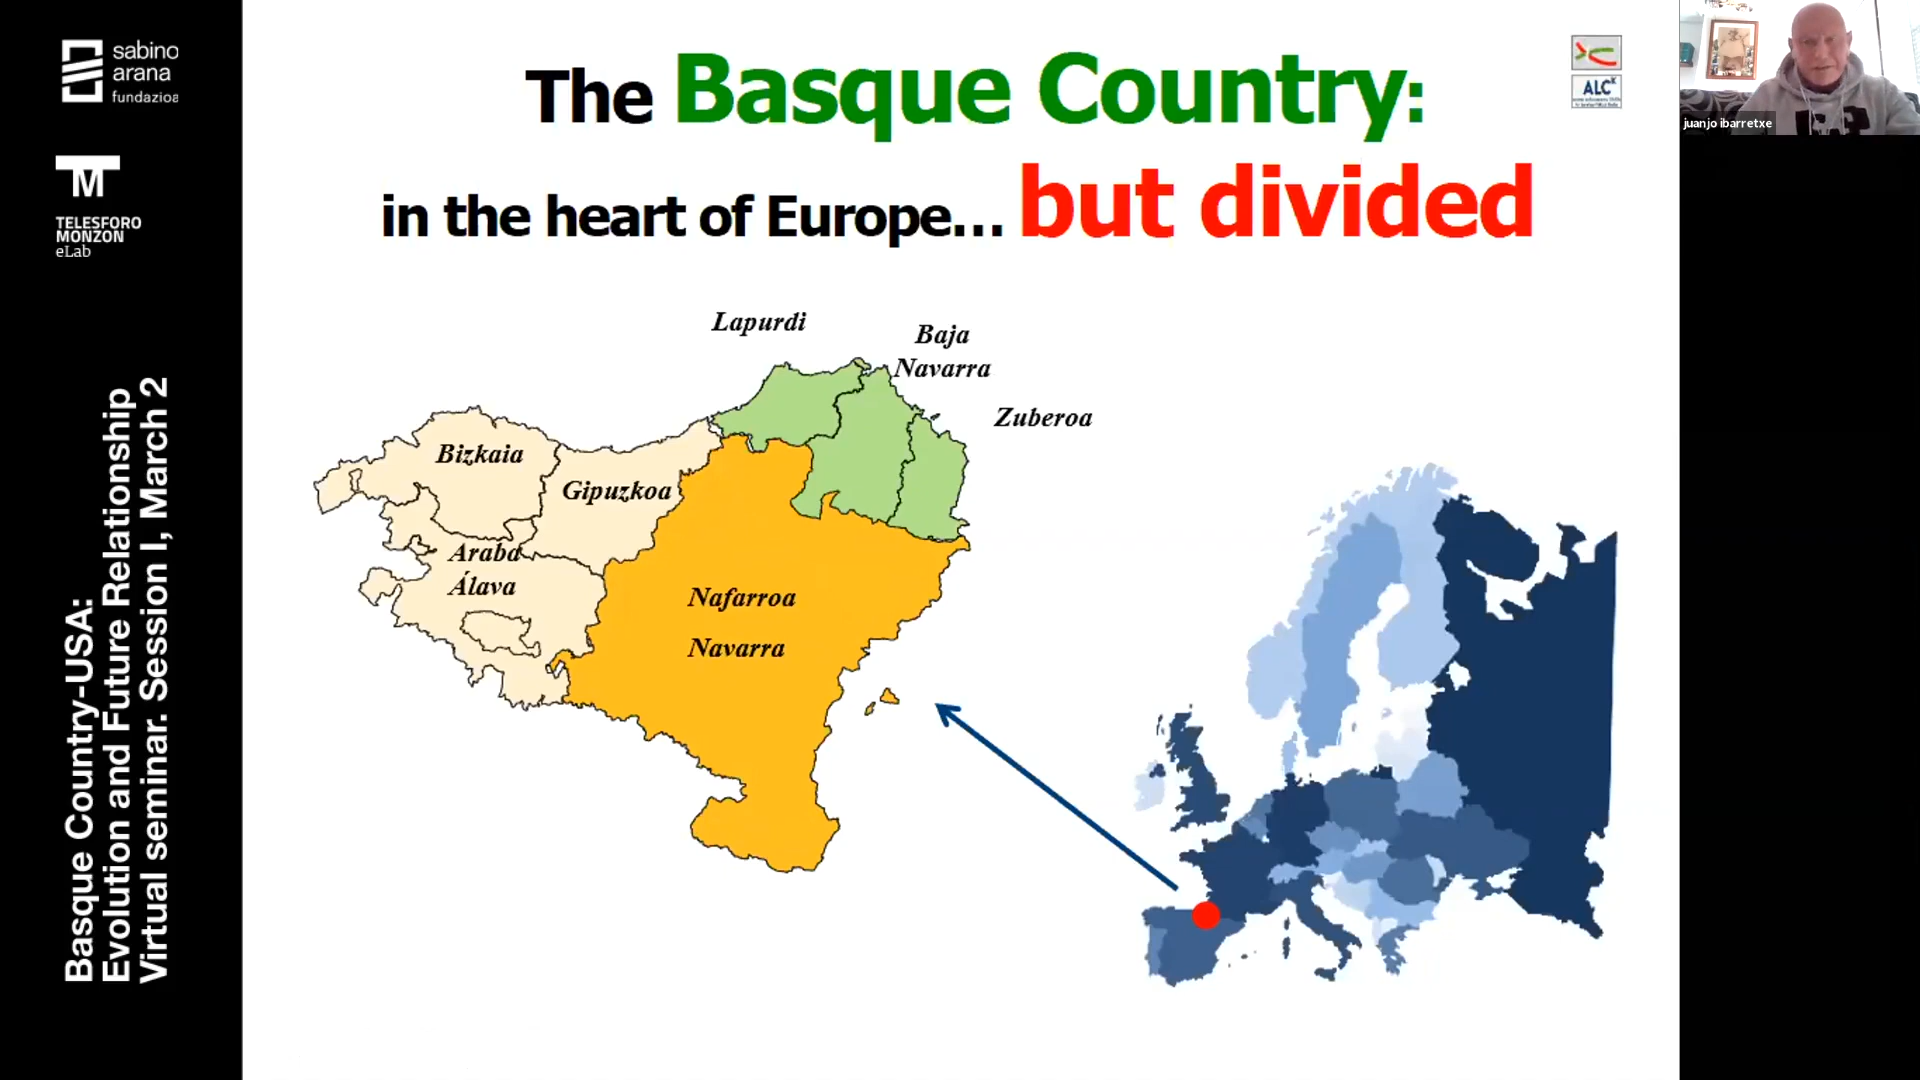 sabino
arana
fundazioa
TM
TELESFORO
MONZON
eLab
Basque Country-USA:
Evolution and Future Relationship
Virtual seminar. Session I, March 2
The Basque Country:
in the heart of Europe... but divided
ALCK
juanjo ibarretxe
Lapurdi
Baja
Navarra
Zuberoa
Bizkaia
Gipuzkoa
Araba
Álava
Nafarroa
Navarra